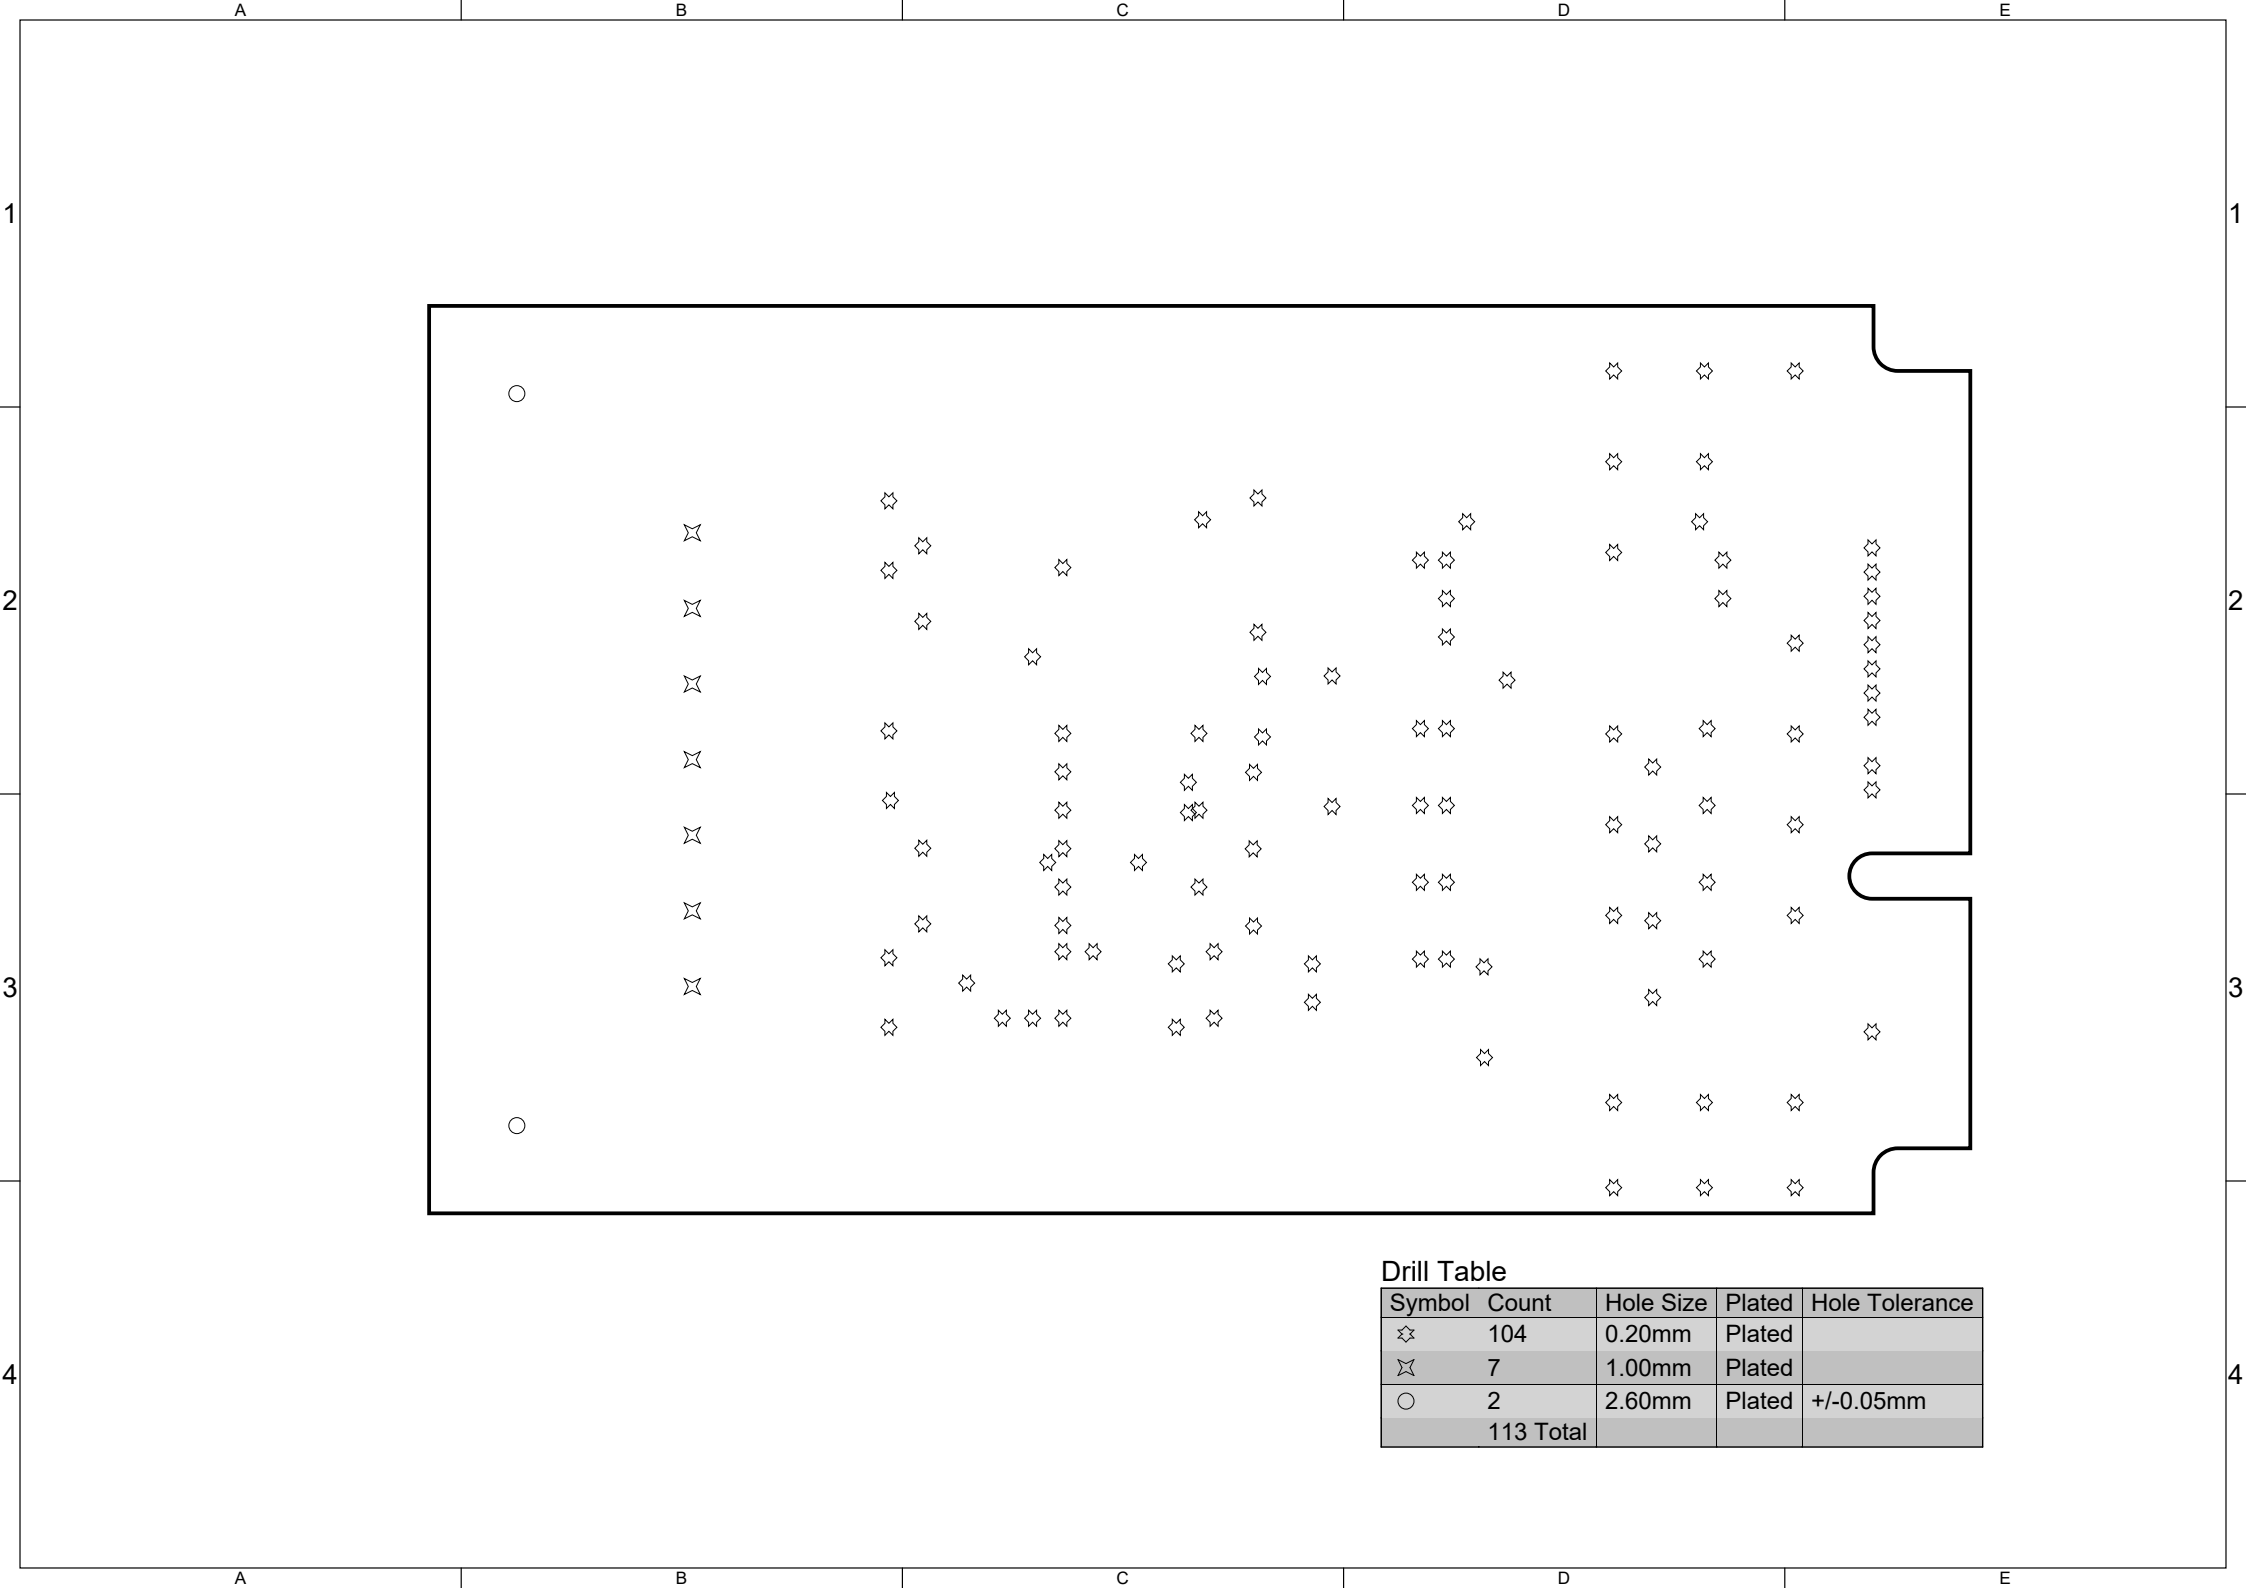 A B C D E
1 1
2 2
3 3
Drill Table
Symbol Count Hole Size Plated Hole Tolerance
104 0.20mm Plated
7 1.00mm Plated
4 4
2 2.60mm Plated +/-0.05mm
113 Total
A B C D E